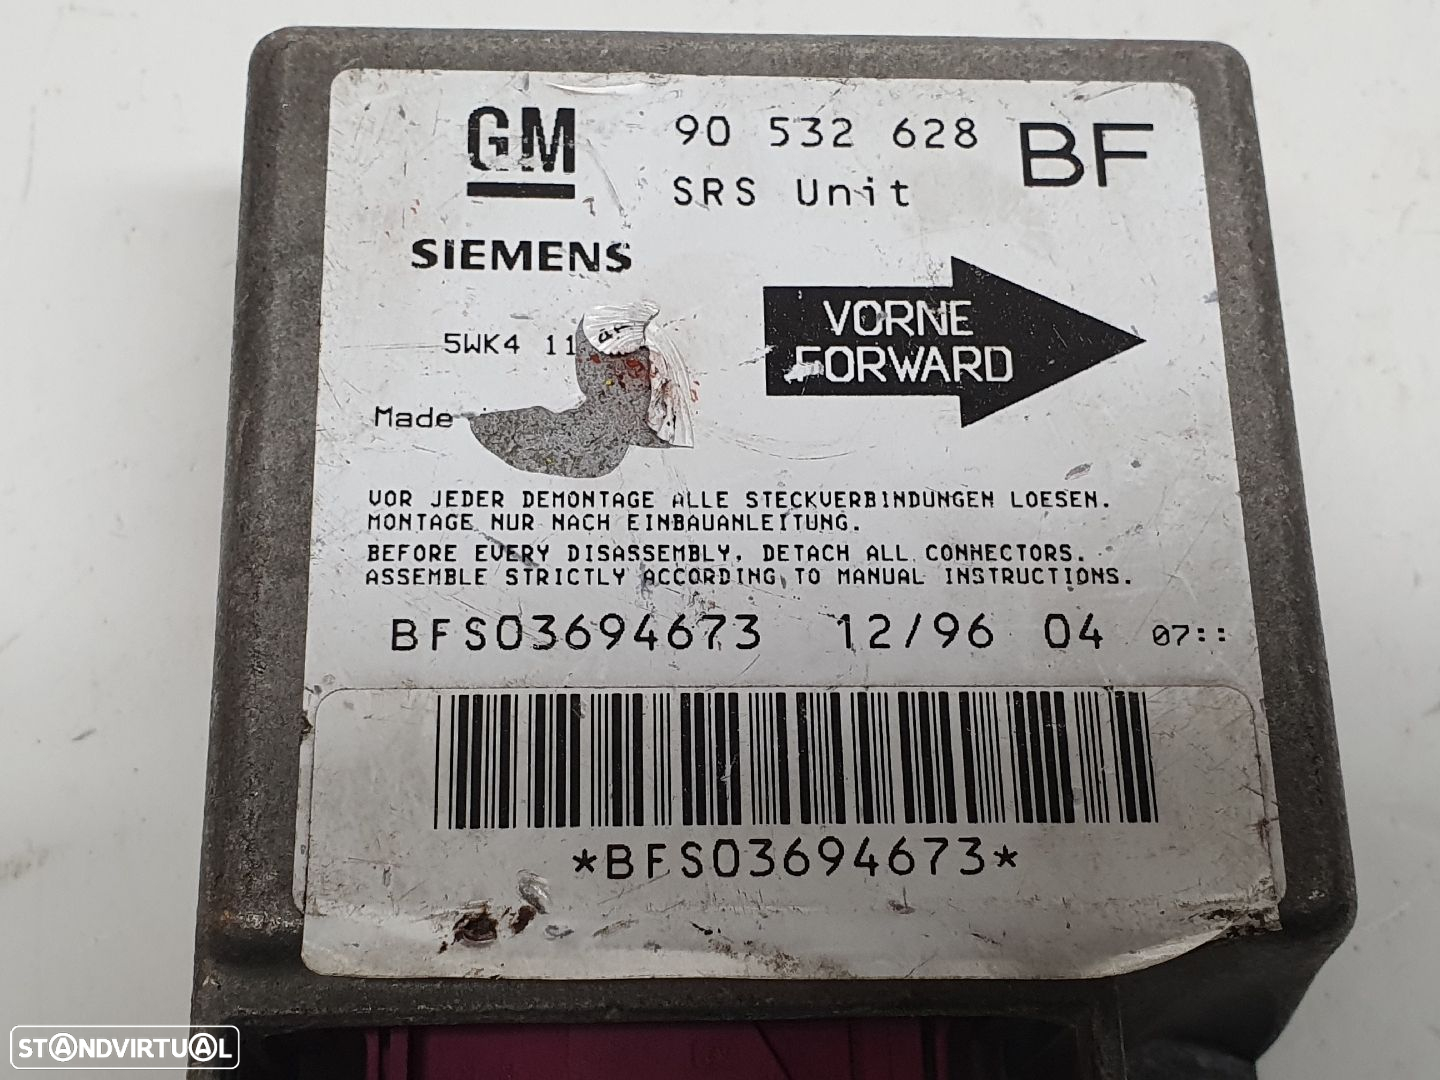 GM
90 532 628
BF
SRS Unit
SIEMENS
VORNE
FORWARD
5WK4 11
Made
VOR JEDER DEMONTAGE ALLE STECKVERBINDUNGEN LOESEN.
MONTAGE NUR NACH EINBAUANLEITUNG.
BEFORE EVERY DISASSEMBLY, DETACH ALL CONNECTORS.
ASSEMBLE STRICTLY ACCORDING TO MANUAL INSTRUCTIONS.
BFS03694673 12/96 04 07::
*BFS03694673*
STANDVIRTUAL